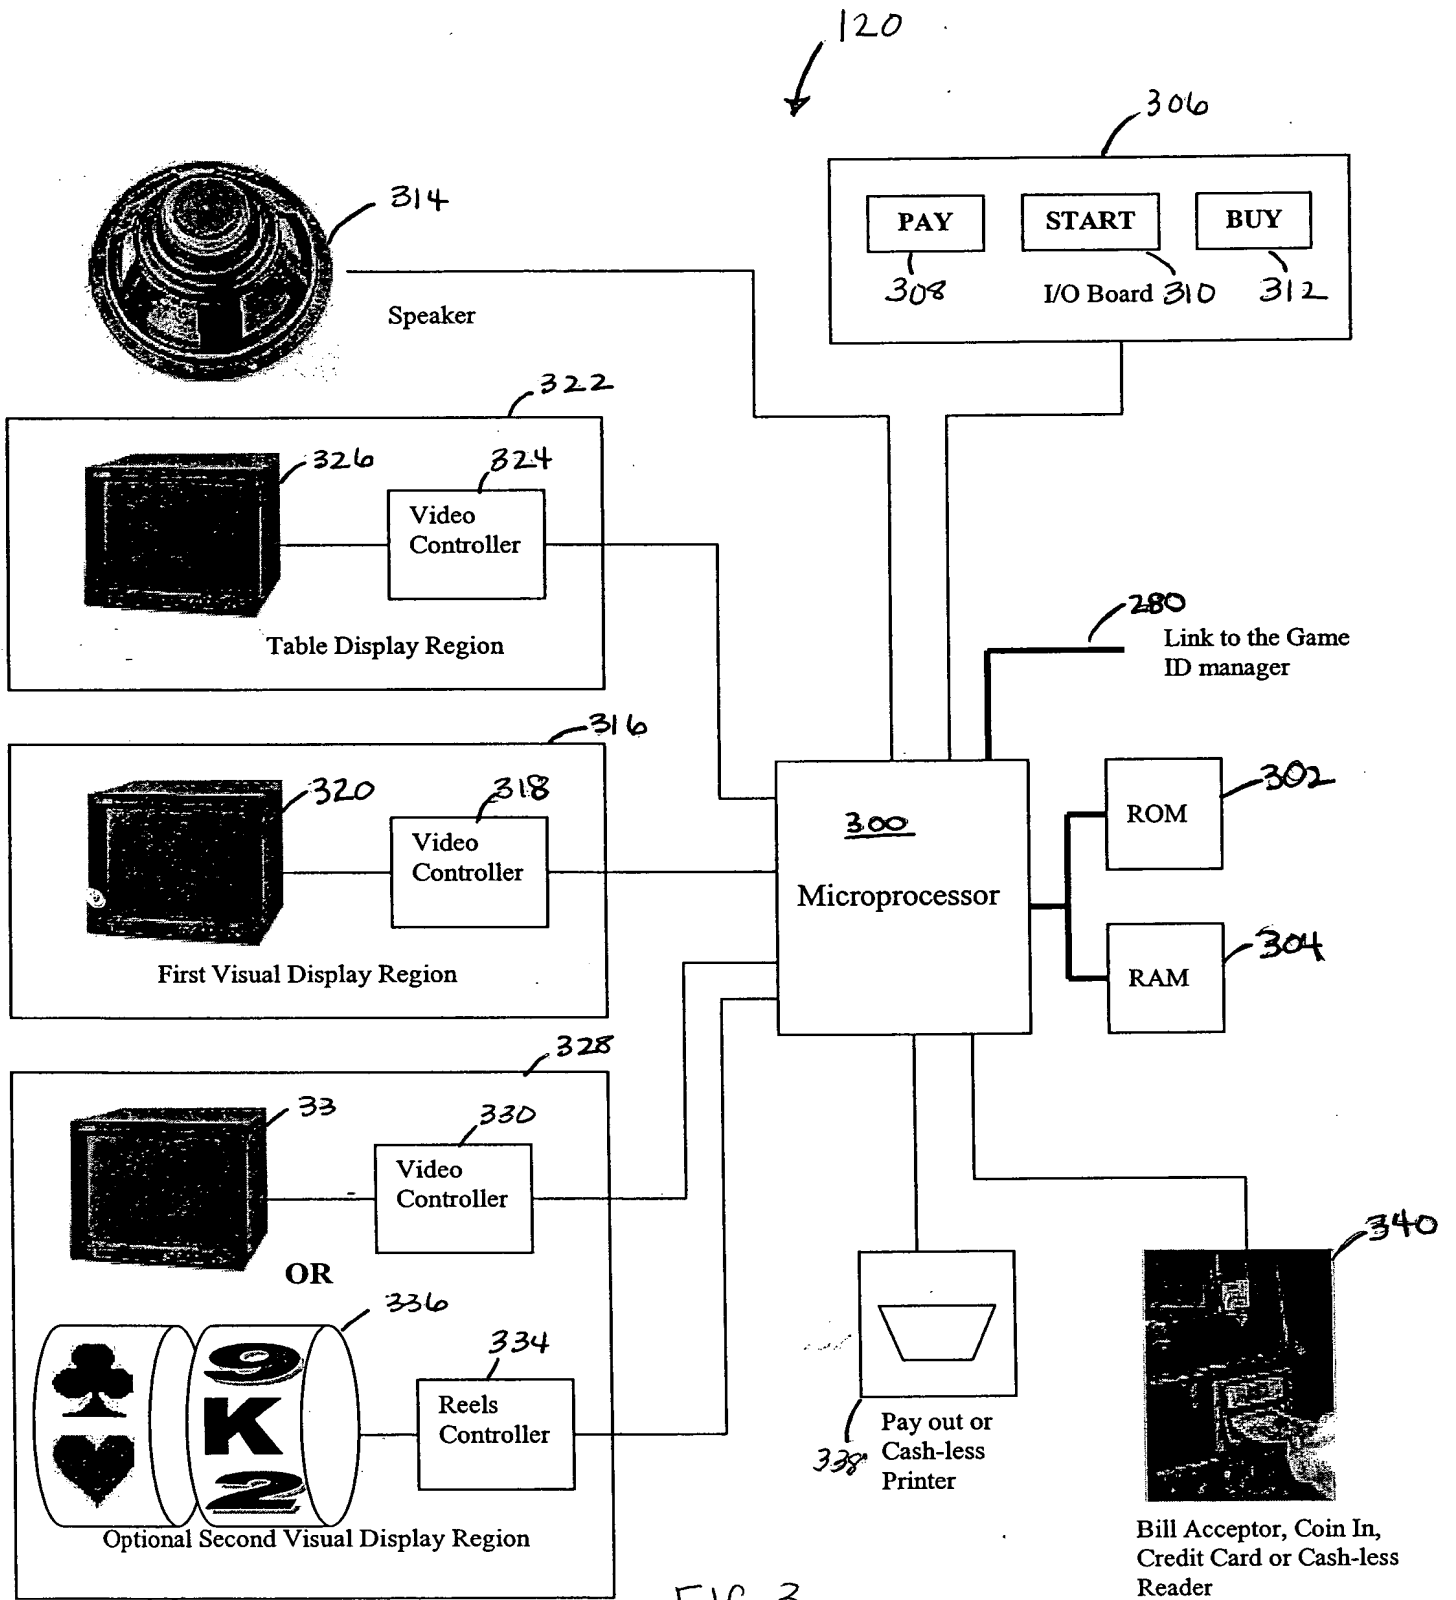 120
306
PAY
START
BUY
308
I/O Board 310
312
314
Speaker
322
326
324
Video
Controller
Table Display Region
280
Link to the Game
ID manager
316
320
318
Video
Controller
First Visual Display Region
300
Microprocessor
302
ROM
304
RAM
328
33
330
Video
Controller
OR
336
334
9
K
2
Reels
Controller
Optional Second Visual Display Region
338
Pay out or
Cash-less
Printer
340
Bill Acceptor, Coin In,
Credit Card or Cash-less
Reader
FIG 3